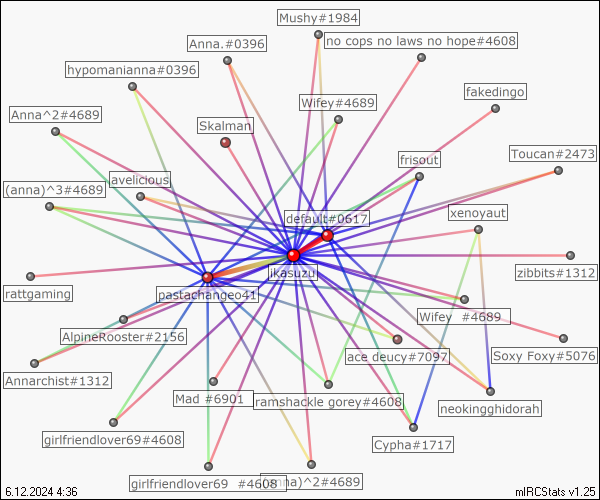 Mushy#1984
no cops no laws no hope#4608
Anna.#0396
hypomanianna#0396
fakedingo
Wifey#4689
Anna^2#4689
Skalman
Toucan#2473
frisout
avelicious
(anna)^3#4689
xenoyaut
default#0617
zibbits#1312
ikasuzu
rattgaming
pastachangeo41
Wifey #4689
AlpineRooster#2156
Soxy Foxy#5076
ace deucy#7097
Annarchist#1312
Mad #6901
ramshackle gorey#4608
neokingghidorah
girlfriendlover69#4608
Cypha#1717
girlfriendlover69 #4608
)^2#4689
6.12.2024 4:36
mIRCStats v1.25